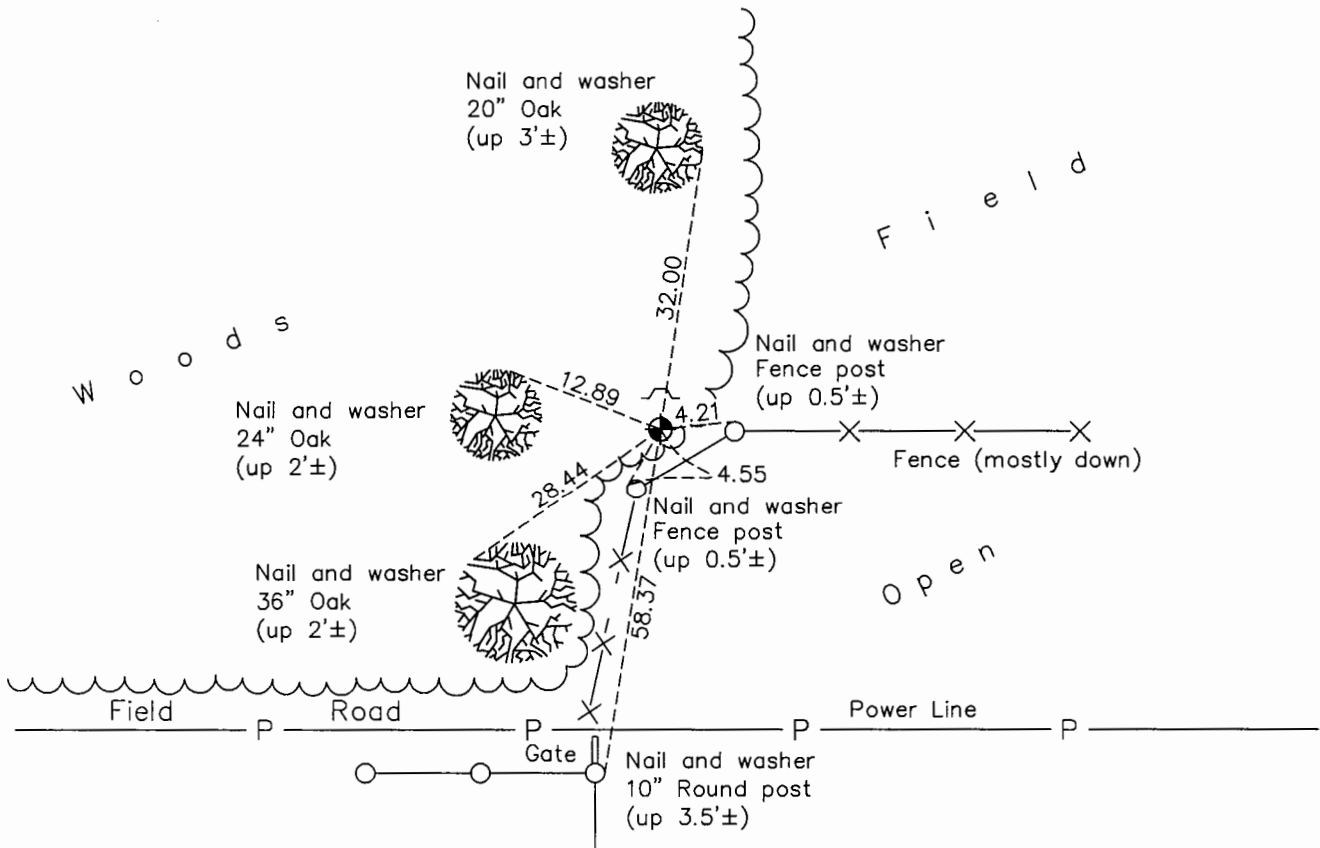 Nail and washer
20" Oak
(up 3'±)
Field
32.00
Woods
Nail and washer
Fence post
(up 0.5'±)
12.89
4.21
Nail and washer
24" Oak
(up 2'±)
Fence (mostly down)
4.55
28.44
Nail and washer
Fence post
(up 0.5'±)
Open
Nail and washer
36" Oak
(up 2'±)
58.37
Field Road
Power Line
P P P P
Gate
Nail and washer
10" Round post
(up 3.5'±)